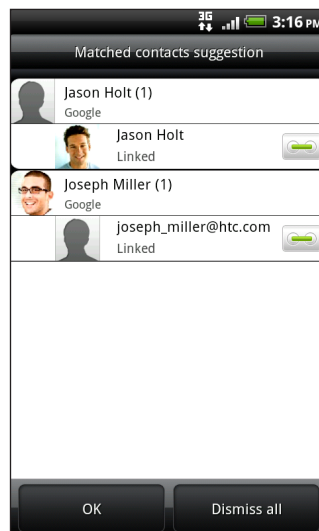 3G 3:16 PM
Matched contacts suggestion
Jason Holt (1)
Google
Jason Holt
Linked
Joseph Miller (1)
Google
joseph_miller@htc.com
Linked
OK Dismiss all